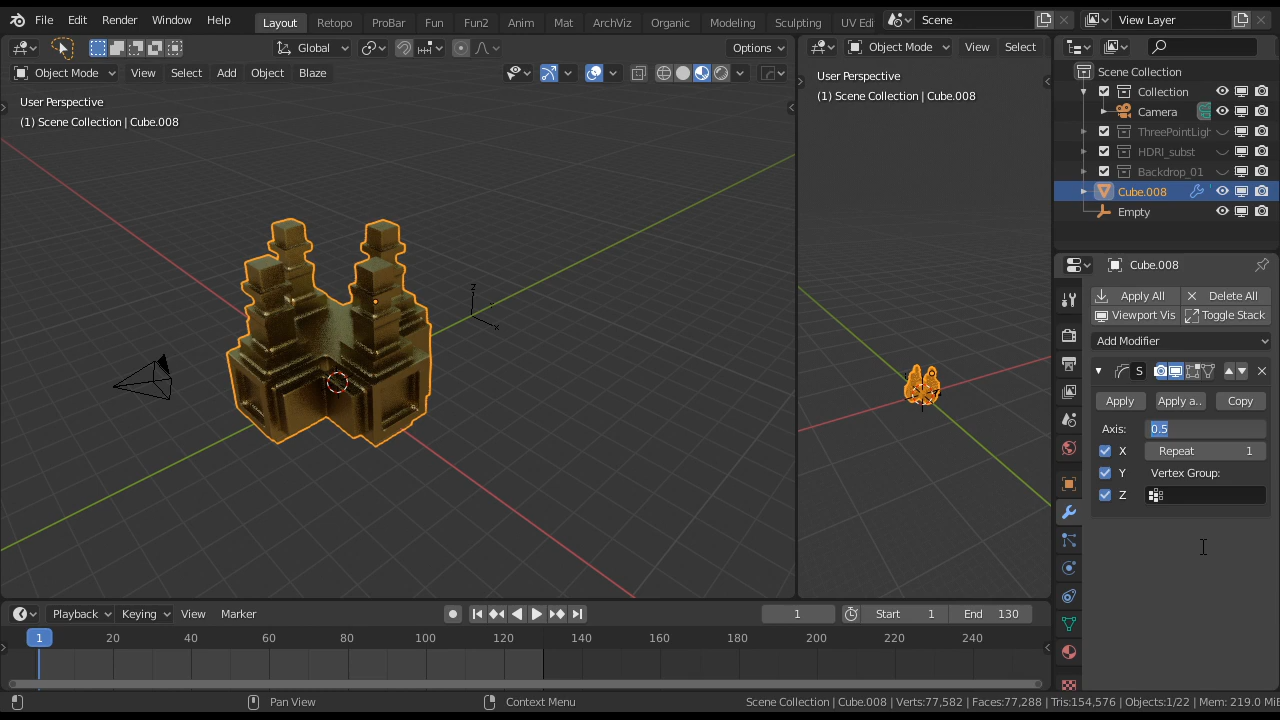 File Edit Render Window Help Layout Retopo ProBar Fun Fun2 Anim Mat ArchViz Organic Modeling Sculpting UV Edi Scene View Layer
Global Options Object Mode View Select
Object Mode View Select Add Object Blaze
User Perspective
(1) Scene Collection | Cube.008
User Perspective
(1) Scene Collection | Cube.008
z
x
Scene Collection
Collection
Camera
ThreePointLigh
HDRI_subst
Backdrop_01
Cube.008
Empty
Cube.008
Apply All Delete All
Viewport Vis Toggle Stack
Add Modifier
S
Apply Apply a.. Copy
Axis: 0.5
X Repeat 1
Y Vertex Group:
Z
Playback Keying View Marker 1 Start 1 End 130
1 20 40 60 80 100 120 140 160 180 200 220 240
Pan View Context Menu Scene Collection | Cube.008 | Verts:77,582 | Faces:77,288 | Tris:154,576 | Objects:1/22 | Mem: 219.0 Mi